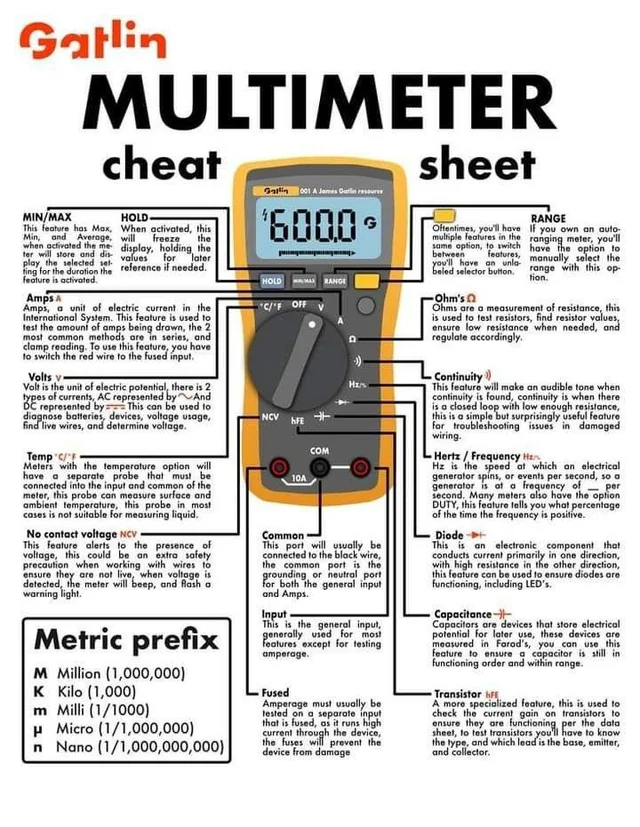 Gatlin
MULTIMETER
cheat sheet
Gatlin 001 A James Gatlin resource
600.0 G
HOLD MIN/MAX RANGE
°C/°F OFF V
A
Ω
Hz
NCV hFE
COM
10A
MIN/MAX
This feature has Max,
Min, and Average,
when activated the me-
ter will store and dis-
play the selected set-
ting for the duration the
feature is activated.
HOLD
When activated, this
will freeze the
display, holding the
values for later
reference if needed.
Oftentimes, you'll have
multiple features in the
same option, to switch
between features,
you'll have an unla-
beled selector button.
RANGE
If you own an auto-
ranging meter, you'll
have the option to
manually select the
range with this op-
tion.
Amps A
Amps, a unit of electric current in the
International System. This feature is used to
test the amount of amps being drawn, the 2
most common methods are in series, and
clamp reading. To use this feature, you have
to switch the red wire to the fused input.
Volts V
Volt is the unit of electric potential, there is 2
types of currents, AC represented by And
DC represented by This can be used to
diagnose batteries, devices, voltage usage,
find live wires, and determine voltage.
Temp °C/°F
Meters with the temperature option will
have a separate probe that must be
connected into the input and common of the
meter, this probe can measure surface and
ambient temperature, this probe in most
cases is not suitable for measuring liquid.
No contact voltage NCV
This feature alerts to the presence of
voltage, this could be an extra safety
precaution when working with wires to
ensure they are not live, when voltage is
detected, the meter will beep, and flash a
warning light.
Ohm's Ω
Ohms are a measurement of resistance, this
is used to test resistors, find resistor values,
ensure low resistance when needed, and
regulate accordingly.
Continuity
This feature will make an audible tone when
continuity is found, continuity is when there
is a closed loop with low enough resistance,
this is a simple but surprisingly useful feature
for troubleshooting issues in damaged
wiring.
Hertz / Frequency Hz
Hz is the speed at which an electrical
generator spins, or events per second, so a
generator is at a frequency of __ per
second. Many meters also have the option
DUTY, this feature tells you what percentage
of the time the frequency is positive.
Diode
This is an electronic component that
conducts current primarily in one direction,
with high resistance in the other direction,
this feature can be used to ensure diodes are
functioning, including LED's.
Capacitance
Capacitors are devices that store electrical
potential for later use, these devices are
measured in Farad's, you can use this
feature to ensure a capacitor is still in
functioning order and within range.
Transistor hFE
A more specialized feature, this is used to
check the current gain on transistors to
ensure they are functioning per the data
sheet, to test transistors you'll have to know
the type, and which lead is the base, emitter,
and collector.
Common
This port will usually be
connected to the black wire,
the common port is the
grounding or neutral port
for both the general input
and Amps.
Input
This is the general input,
generally used for most
features except for testing
amperage.
Fused
Amperage must usually be
tested on a separate input
that is fused, as it runs high
current through the device,
the fuses will prevent the
device from damage
Metric prefix
M Million (1,000,000)
K Kilo (1,000)
m Milli (1/1000)
µ Micro (1/1,000,000)
n Nano (1/1,000,000,000)